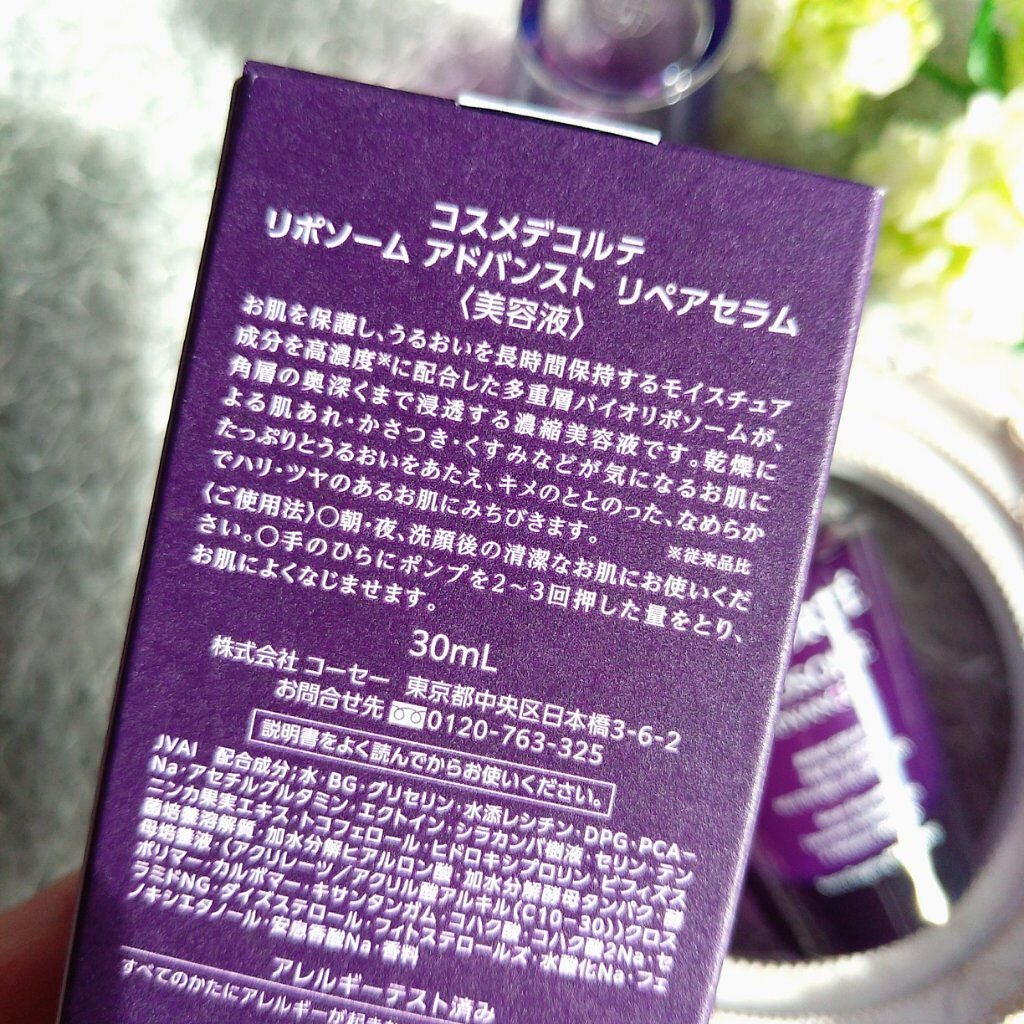 コスメデコルテ
リポソーム アドバンスト リペアセラム
〈美容液〉
お肌を保護し、うるおいを長時間保持するモイスチュア
成分を高濃度※に配合した多重層バイオリポソームが、
角層の奥深くまで浸透する濃縮美容液です。乾燥に
よる肌あれ・かさつき・くすみなどが気になるお肌に
たっぷりとうるおいをあたえ、キメのととのった、なめらか
でハリ・ツヤのあるお肌にみちびきます。 ※従来品比
〈ご使用法〉○朝・夜、洗顔後の清潔なお肌にお使いくだ
さい。○手のひらにポンプを2～3回押した量をとり、
お肌によくなじませます。
30mL
株式会社 コーセー 東京都中央区日本橋3-6-2
お問合せ先 0120-763-325
説明書をよく読んでからお使いください。
JVAI 配合成分；水・BG・グリセリン・水添レシチン・DPG・PCA-
Na・アセチルグルタミン・エクトイン・シラカンバ樹液・セリン・テン
ニンカ果実エキス・トコフェロール・ヒドロキシプロリン・ビフィズス
菌培養溶解質・加水分解ヒアルロン酸・加水分解酵母タンパク・酵
母培養液・（アクリレーツ/アクリル酸アルキル（C10-30））クロス
ポリマー・カルボマー・キサンタンガム・コハク酸・コハク酸2Na・セ
ラミドNG・ダイズステロール・フィトステロールズ・水酸化Na・フェ
ノキシエタノール・安息香酸Na・香料
アレルギーテスト済み
すべてのかたにアレルギーが起きな